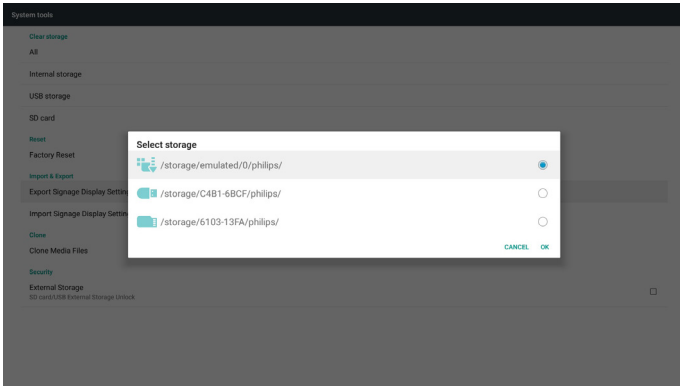 System tools
Clear storage
All
Internal storage
USB storage
SD card
Reset
Factory Reset
Import & Export
Export Signage Display Setting
Import Signage Display Settin
Clone
Clone Media Files
Security
External Storage
SD card/USB External Storage Unlock
Select storage
/storage/emulated/0/philips/
/storage/C4B1-6BCF/philips/
/storage/6103-13FA/philips/
CANCEL OK